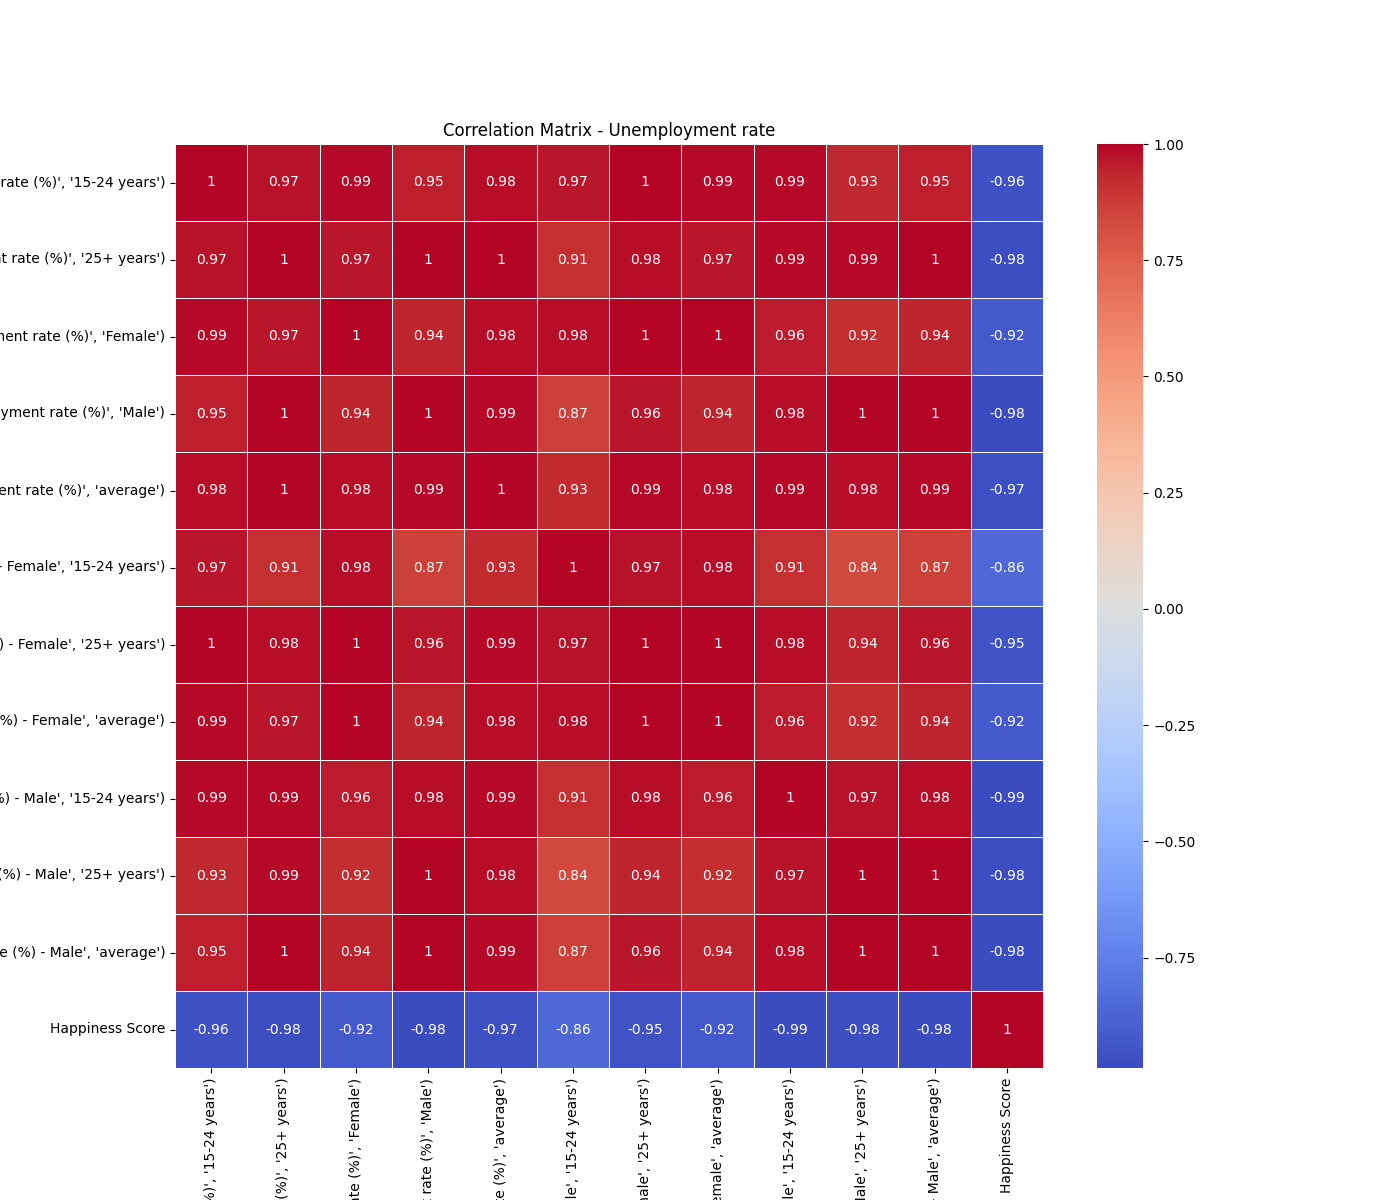 Correlation Matrix - Unemployment rate
rate (%)', '15-24 years') 1 0.97 0.99 0.95 0.98 0.97 1 0.99 0.99 0.93 0.95 -0.96
rate (%)', '25+ years') 0.97 1 0.97 1 1 0.91 0.98 0.97 0.99 0.99 1 -0.98
rate (%)', 'Female') 0.99 0.97 1 0.94 0.98 0.98 1 1 0.96 0.92 0.94 -0.92
yment rate (%)', 'Male') 0.95 1 0.94 1 0.99 0.87 0.96 0.94 0.98 1 1 -0.98
ent rate (%)', 'average') 0.98 1 0.98 0.99 1 0.93 0.99 0.98 0.99 0.98 0.99 -0.97
- Female', '15-24 years') 0.97 0.91 0.98 0.87 0.93 1 0.97 0.98 0.91 0.84 0.87 -0.86
) - Female', '25+ years') 1 0.98 1 0.96 0.99 0.97 1 1 0.98 0.94 0.96 -0.95
%) - Female', 'average') 0.99 0.97 1 0.94 0.98 0.98 1 1 0.96 0.92 0.94 -0.92
) - Male', '15-24 years') 0.99 0.99 0.96 0.98 0.99 0.91 0.98 0.96 1 0.97 0.98 -0.99
(%) - Male', '25+ years') 0.93 0.99 0.92 1 0.98 0.84 0.94 0.92 0.97 1 1 -0.98
e (%) - Male', 'average') 0.95 1 0.94 1 0.99 0.87 0.96 0.94 0.98 1 1 -0.98
Happiness Score -0.96 -0.98 -0.92 -0.98 -0.97 -0.86 -0.95 -0.92 -0.99 -0.98 -0.98 1
)', '15-24 years')
(%)', '25+ years')
te (%)', 'Female')
rate (%)', 'Male')
e (%)', 'average')
le', '15-24 years')
ale', '25+ years')
emale', 'average')
le', '15-24 years')
ale', '25+ years')
- Male', 'average')
Happiness Score
1.00
0.75
0.50
0.25
0.00
−0.25
−0.50
−0.75